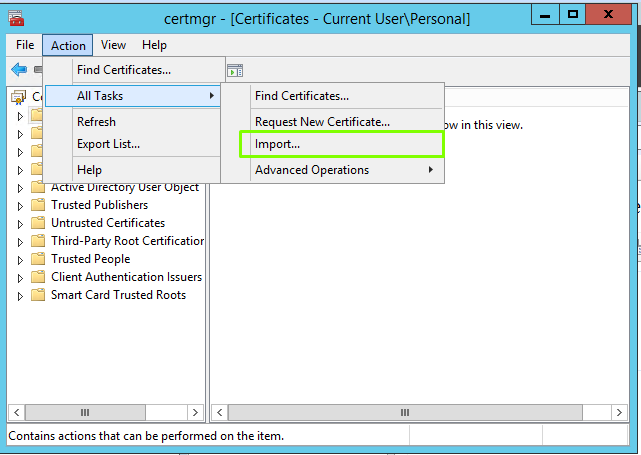 certmgr - [Certificates - Current User\Personal]
File Action View Help
Find Certificates...
All Tasks
Refresh
Export List...
Help
Find Certificates...
Request New Certificate...
Import...
Advanced Operations
in this view.
Active Directory User Object
Trusted Publishers
Untrusted Certificates
Third-Party Root Certification
Trusted People
Client Authentication Issuers
Smart Card Trusted Roots
Contains actions that can be performed on the item.